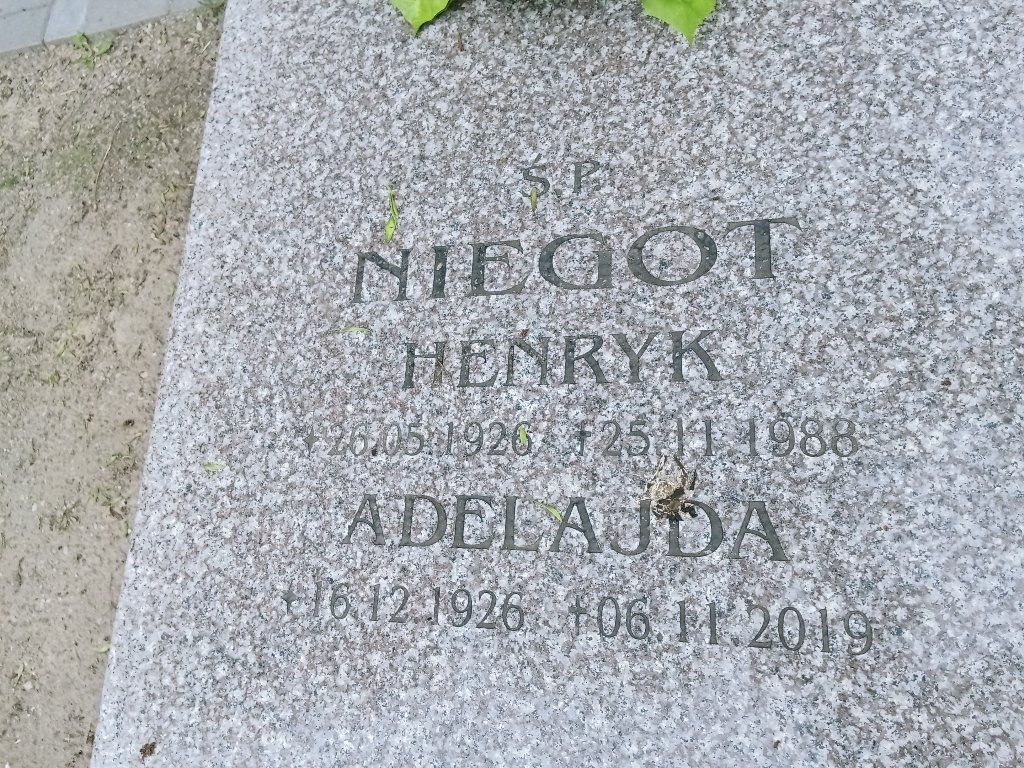 ŚP
NIEGOT
HENRYK
*26.05.1926 †25.11.1988
ADELAJDA
*16.12.1926 †06.11.2019